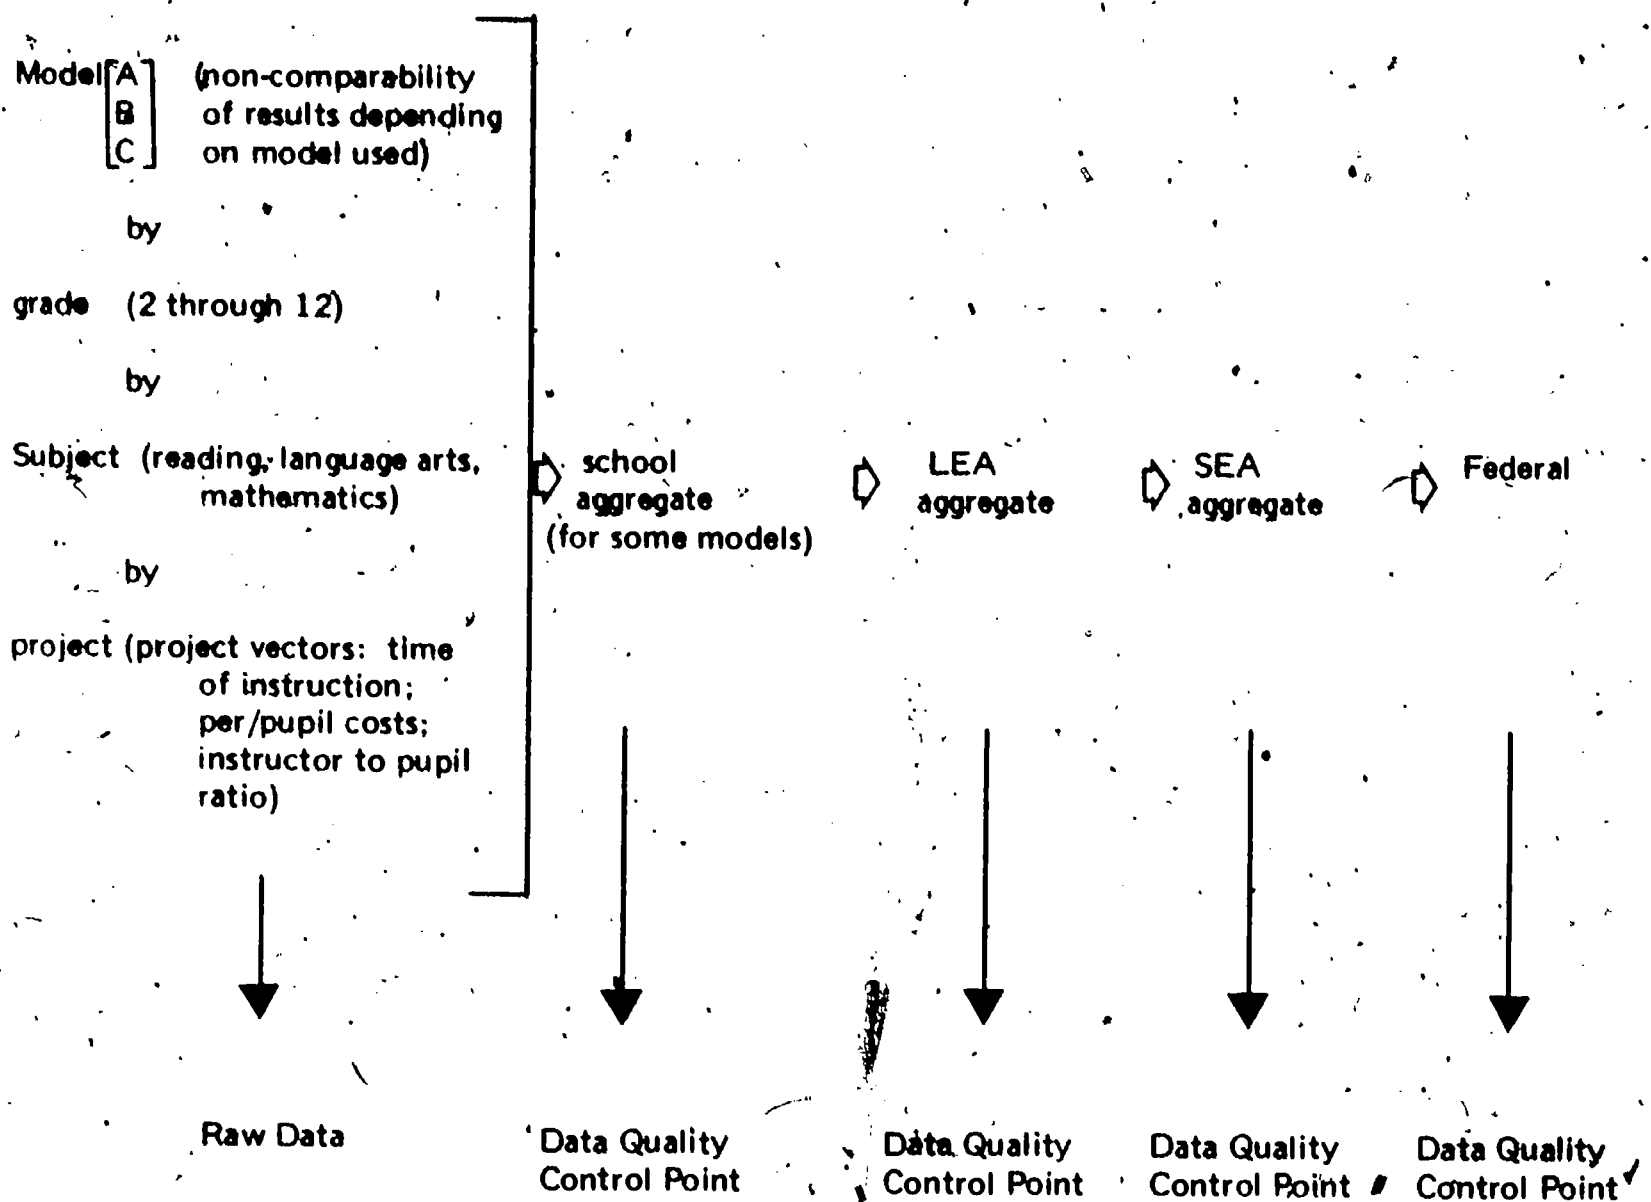 Model [A] (non-comparability
[B] of results depending
[C] on model used)
by
grade (2 through 12)
by
Subject (reading, language arts,
mathematics)
by
project (project vectors: time
of instruction;
per/pupil costs;
instructor to pupil
ratio)
school
aggregate
(for some models)
LEA
aggregate
SEA
aggregate
Federal
Raw Data
Data Quality
Control Point
Data Quality
Control Point
Data Quality
Control Point
Data Quality
Control Point